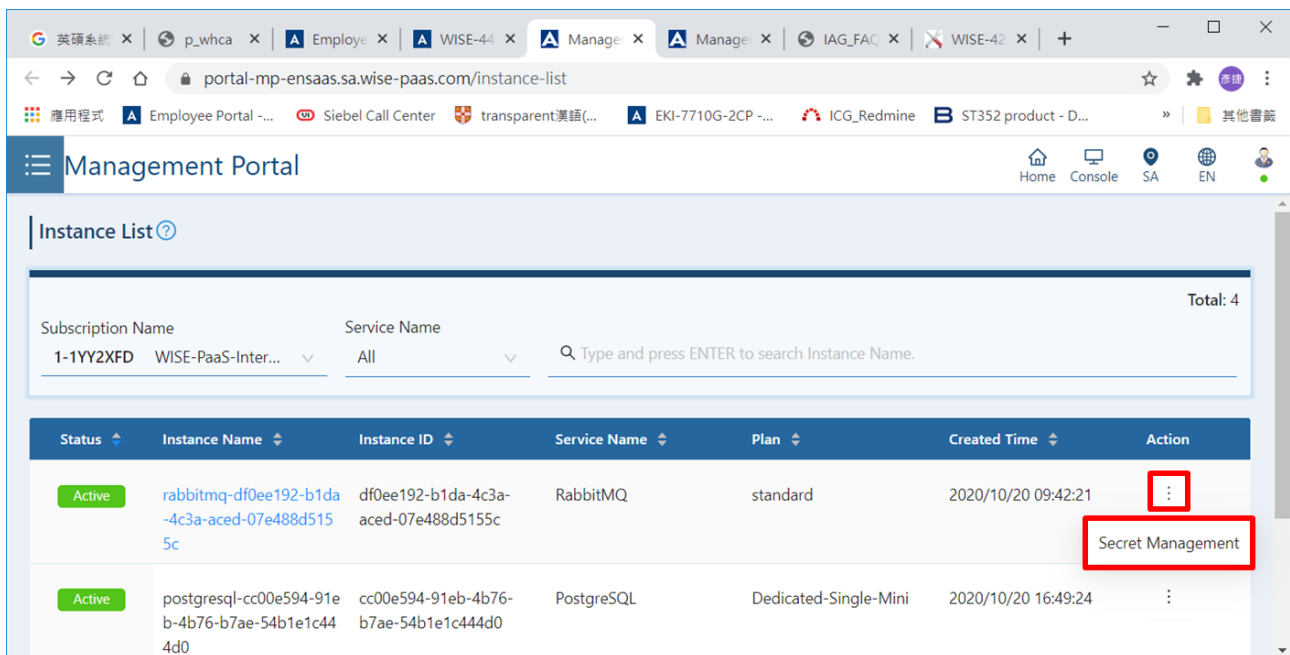 英碩系統
p_whca
Employe
WISE-44
Manage
Manage
IAG_FAQ
WISE-42
portal-mp-ensaas.sa.wise-paas.com/instance-list
彥捷
應用程式
Employee Portal -...
Siebel Call Center
transparent漢語(...
EKI-7710G-2CP -...
ICG_Redmine
ST352 product - D...
»
其他書籤
Management Portal
Home
Console
SA
EN
Instance List
Total: 4
Subscription Name
Service Name
1-1YY2XFD WISE-PaaS-Inter...
All
Type and press ENTER to search Instance Name.
Status
Instance Name
Instance ID
Service Name
Plan
Created Time
Action
Active
rabbitmq-df0ee192-b1da
-4c3a-aced-07e488d515
5c
df0ee192-b1da-4c3a-
aced-07e488d5155c
RabbitMQ
standard
2020/10/20 09:42:21
Secret Management
Active
postgresql-cc00e594-91e
b-4b76-b7ae-54b1e1c44
4d0
cc00e594-91eb-4b76-
b7ae-54b1e1c444d0
PostgreSQL
Dedicated-Single-Mini
2020/10/20 16:49:24